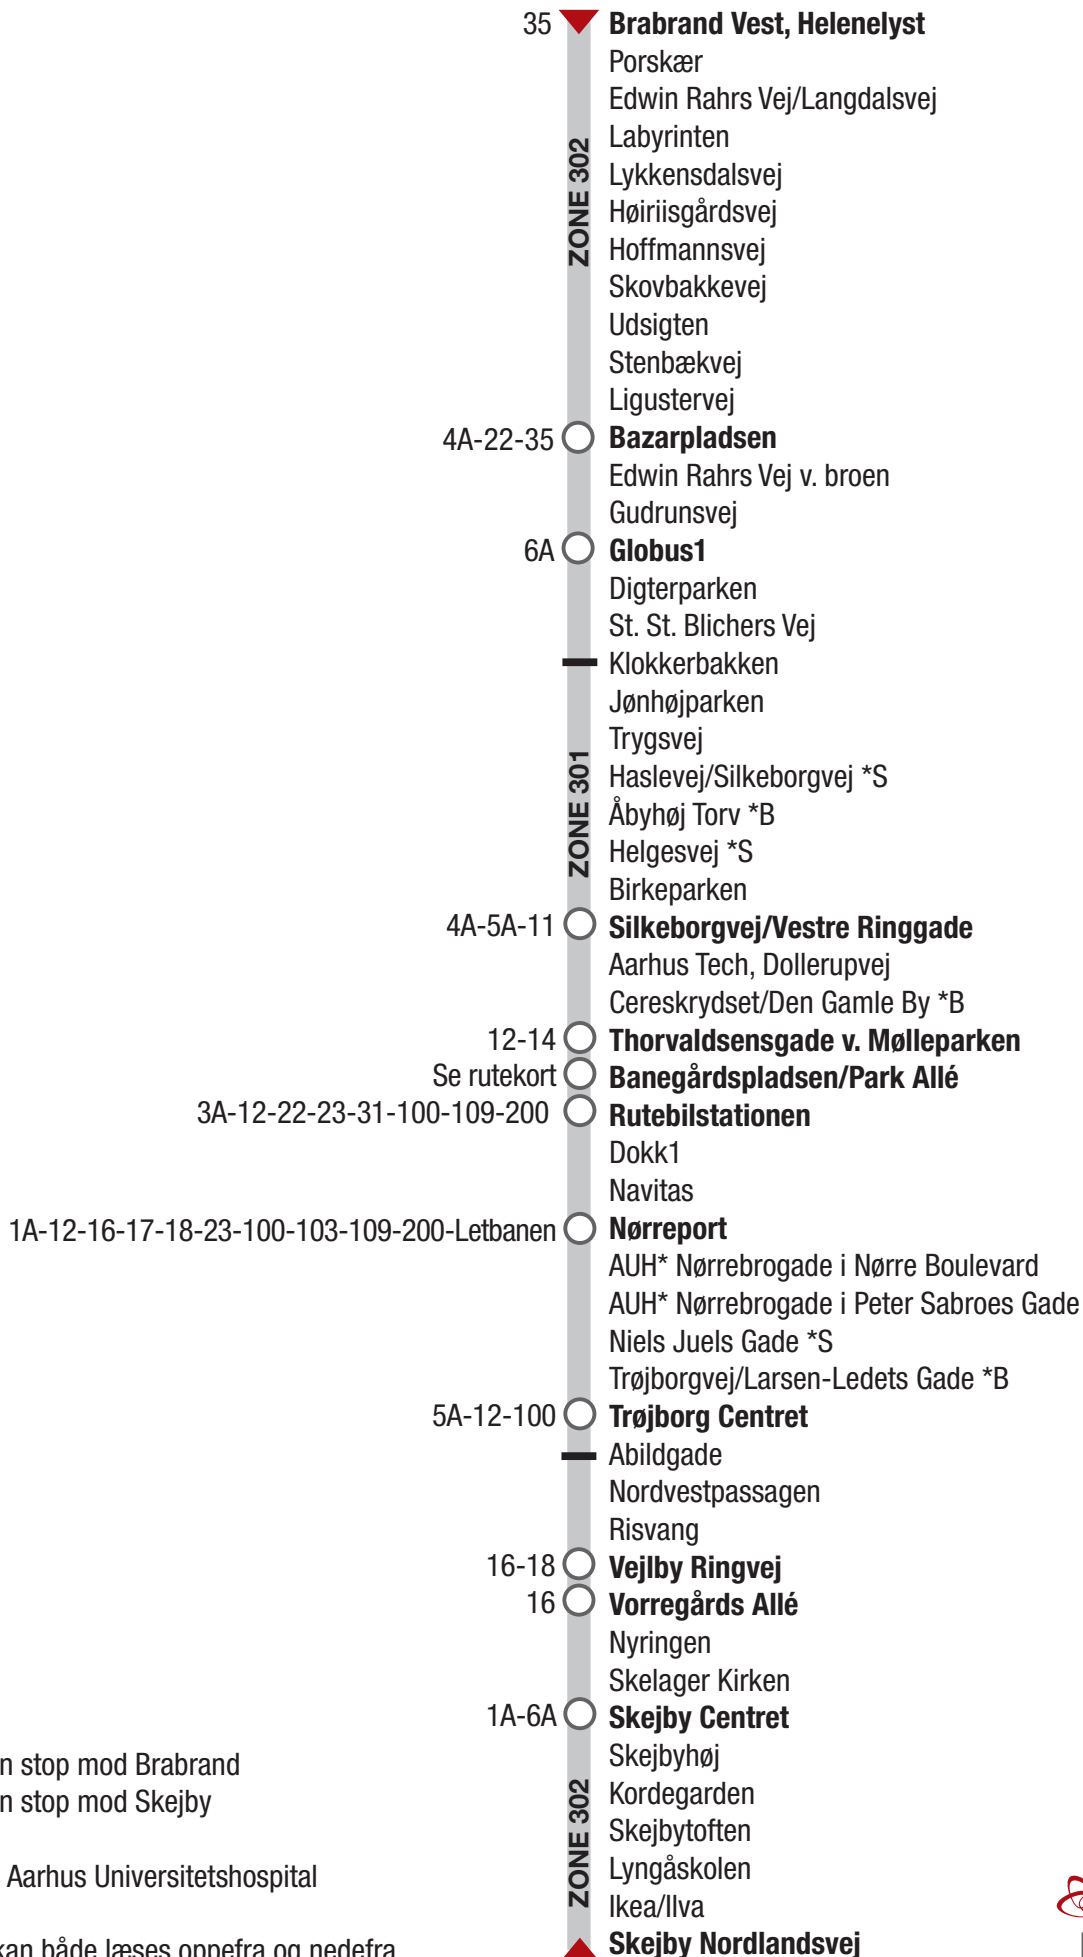 35 Brabrand Vest, Helenelyst
Porskær
Edwin Rahrs Vej/Langdalsvej
Labyrinten
Lykkensdalsvej
Høiriisgårdsvej
Hoffmannsvej
Skovbakkevej
Udsigten
Stenbækvej
Ligustervej
ZONE 302
4A-22-35 Bazarpladsen
Edwin Rahrs Vej v. broen
Gudrunsvej
6A Globus1
Digterparken
St. St. Blichers Vej
Klokkerbakken
Jønhøjparken
Trygsvej
Haslevej/Silkeborgvej *S
Åbyhøj Torv *B
Helgesvej *S
Birkeparken
ZONE 301
4A-5A-11 Silkeborgvej/Vestre Ringgade
Aarhus Tech, Dollerupvej
Cereskrydset/Den Gamle By *B
12-14 Thorvaldsensgade v. Mølleparken
Se rutekort Banegårdspladsen/Park Allé
3A-12-22-23-31-100-109-200 Rutebilstationen
Dokk1
Navitas
1A-12-16-17-18-23-100-103-109-200-Letbanen Nørreport
AUH* Nørrebrogade i Nørre Boulevard
AUH* Nørrebrogade i Peter Sabroes Gade
Niels Juels Gade *S
Trøjborgvej/Larsen-Ledets Gade *B
5A-12-100 Trøjborg Centret
Abildgade
Nordvestpassagen
Risvang
16-18 Vejlby Ringvej
16 Vorregårds Allé
Nyringen
Skelager Kirken
1A-6A Skejby Centret
Skejbyhøj
Kordegarden
Skejbytoften
Lyngåskolen
Ikea/Ilva
ZONE 302
Skejby Nordlandsvej
n stop mod Brabrand
n stop mod Skejby
Aarhus Universitetshospital
kan både læses oppefra og nedefra